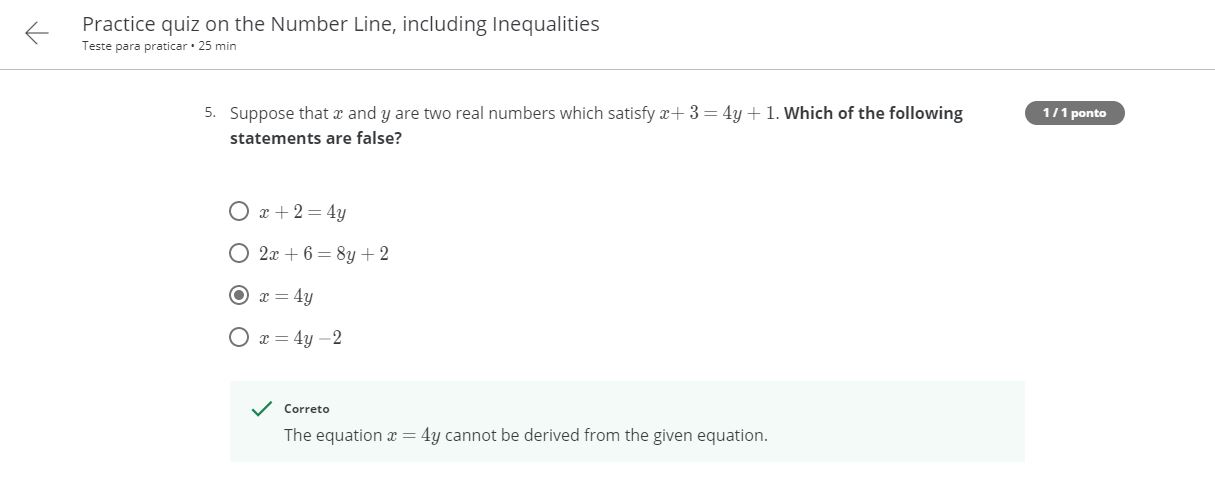 Practice quiz on the Number Line, including Inequalities
Teste para praticar • 25 min
5. Suppose that x and y are two real numbers which satisfy x+ 3 = 4y + 1. Which of the following 1 / 1 ponto
statements are false?
x + 2 = 4y
2x + 6 = 8y + 2
x = 4y
x = 4y −2
Correto
The equation x = 4y cannot be derived from the given equation.